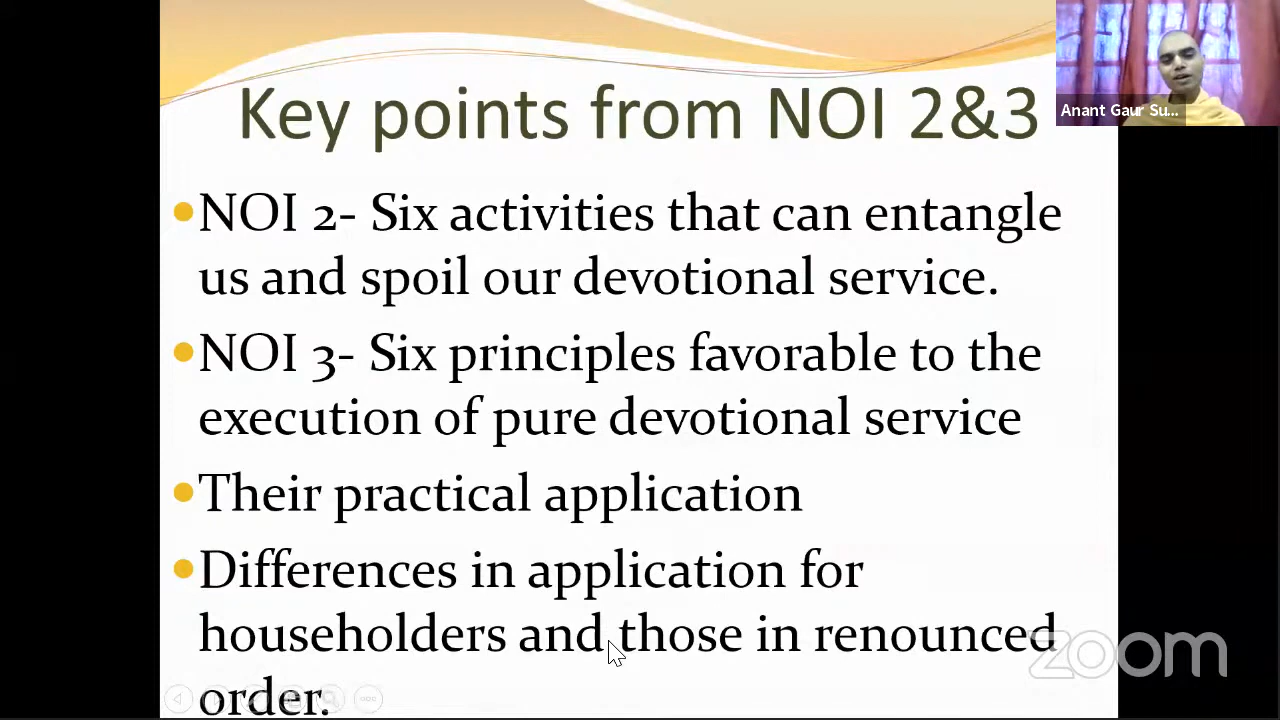 Key points from NOI 2&3
Anant Gaur Su...
•NOI 2- Six activities that can entangle
us and spoil our devotional service.
•NOI 3- Six principles favorable to the
execution of pure devotional service
•Their practical application
•Differences in application for
householders and those in renounced
order.
zoom